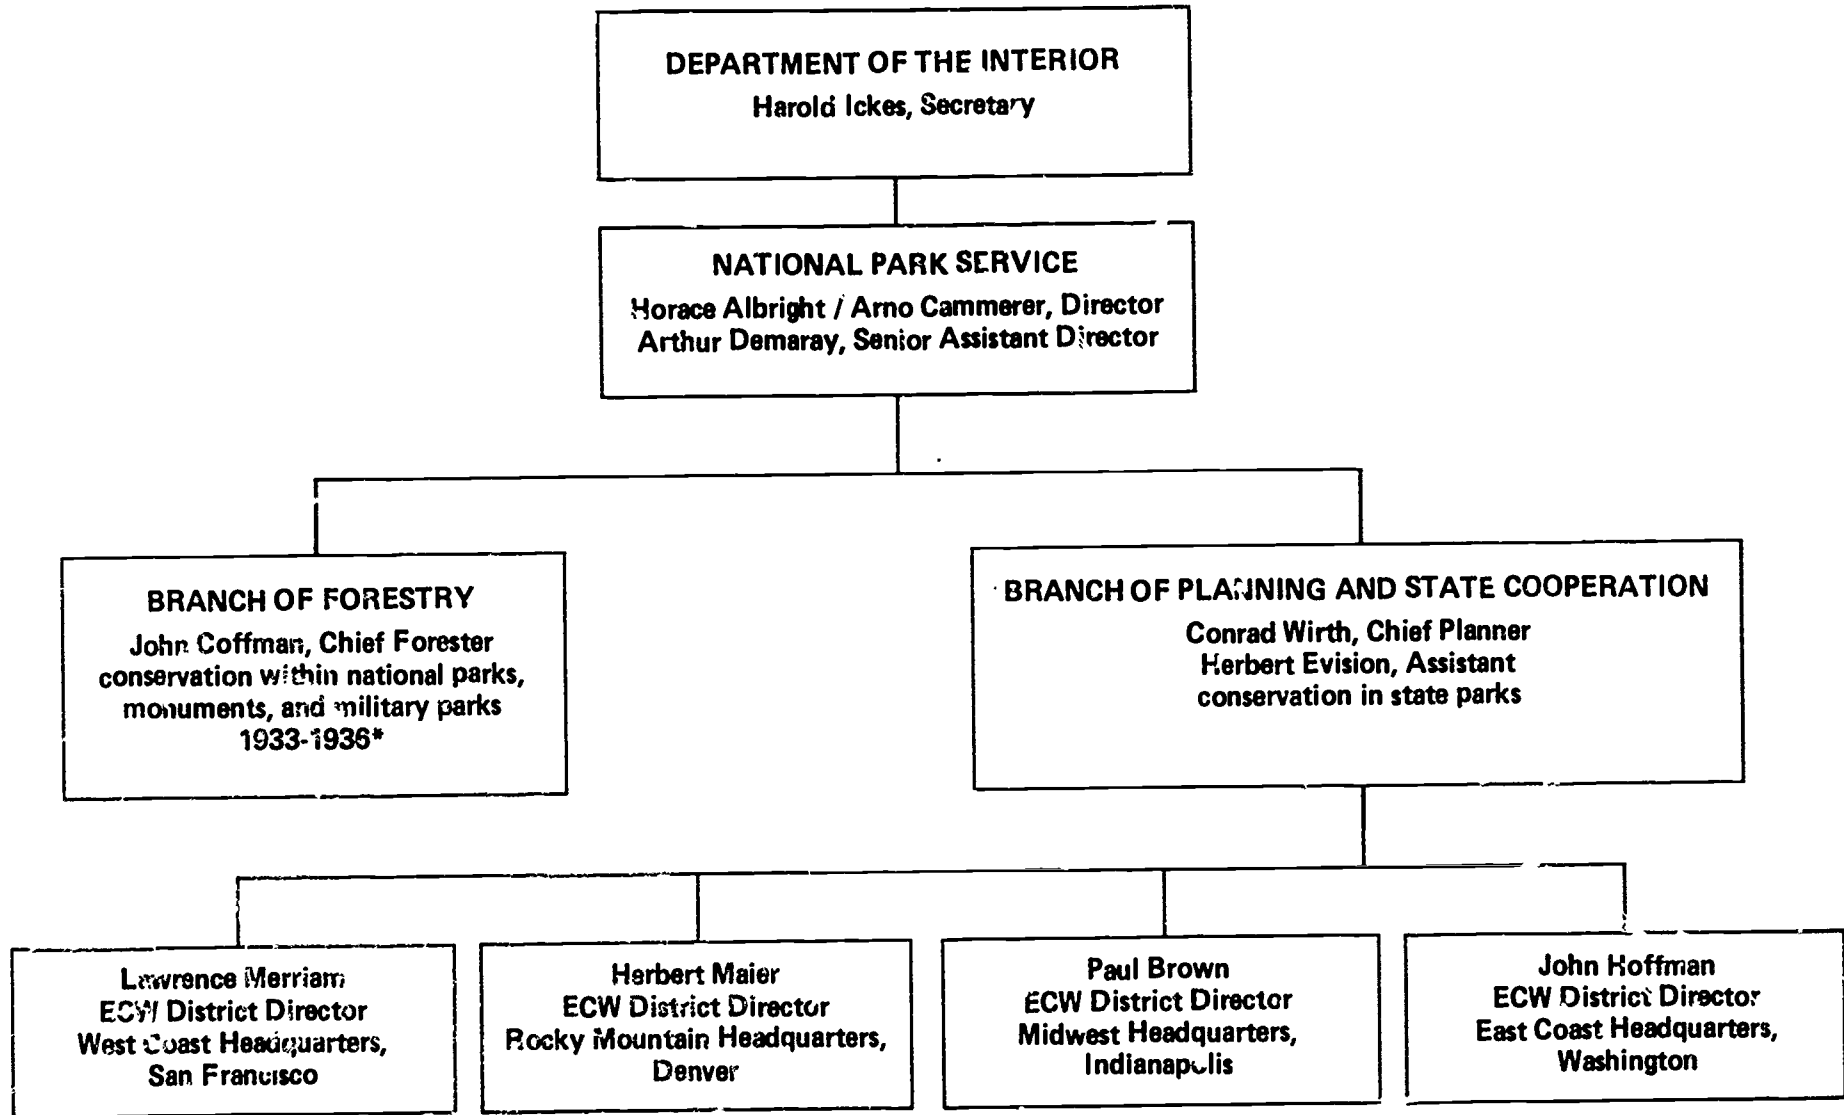 DEPARTMENT OF THE INTERIOR
Harold Ickes, Secretary
NATIONAL PARK SERVICE
Horace Albright / Arno Cammerer, Director
Arthur Demaray, Senior Assistant Director
BRANCH OF FORESTRY
John Coffman, Chief Forester
conservation within national parks,
monuments, and military parks
1933-1936*
BRANCH OF PLANNING AND STATE COOPERATION
Conrad Wirth, Chief Planner
Herbert Evision, Assistant
conservation in state parks
Lawrence Merriam
ECW District Director
West Coast Headquarters,
San Francisco
Herbert Maier
ECW District Director
Rocky Mountain Headquarters,
Denver
Paul Brown
ECW District Director
Midwest Headquarters,
Indianapolis
John Hoffman
ECW District Director
East Coast Headquarters,
Washington